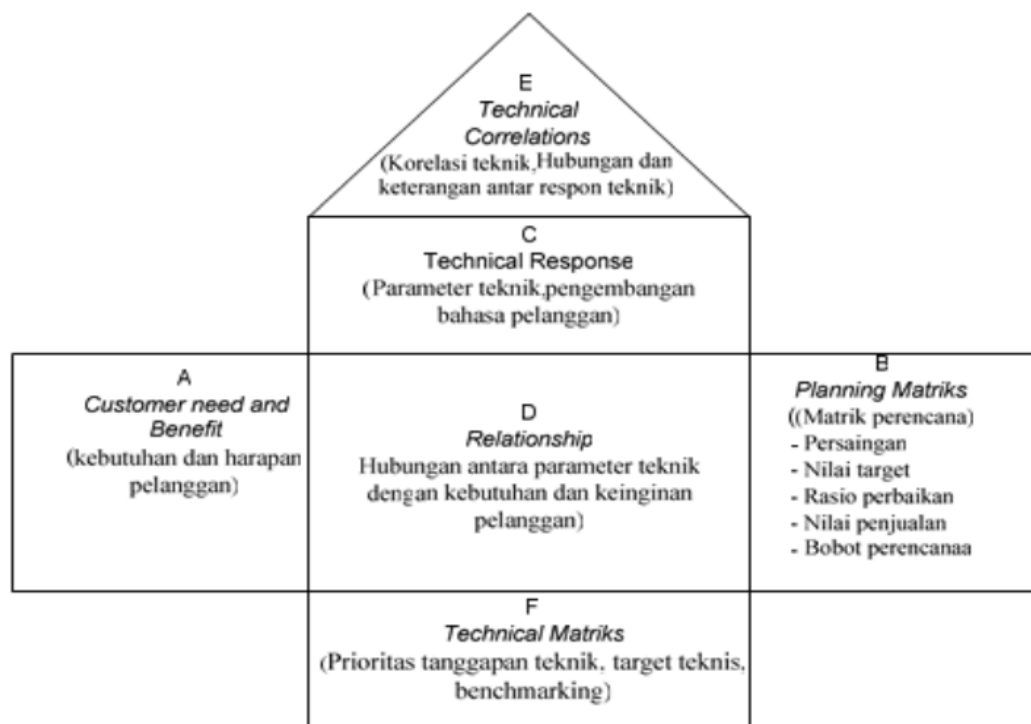 E
Technical
Correlations
(Korelasi teknik,Hubungan dan
keterangan antar respon teknik)
C
Technical Response
(Parameter teknik,pengembangan
bahasa pelanggan)
A
Customer need and
Benefit
(kebutuhan dan harapan
pelanggan)
D
Relationship
Hubungan antara parameter teknik
dengan kebutuhan dan keinginan
pelanggan)
B
Planning Matriks
((Matrik perencana)
- Persaingan
- Nilai target
- Rasio perbaikan
- Nilai penjualan
- Bobot perencanaa
F
Technical Matriks
(Prioritas tanggapan teknik, target teknis,
benchmarking)